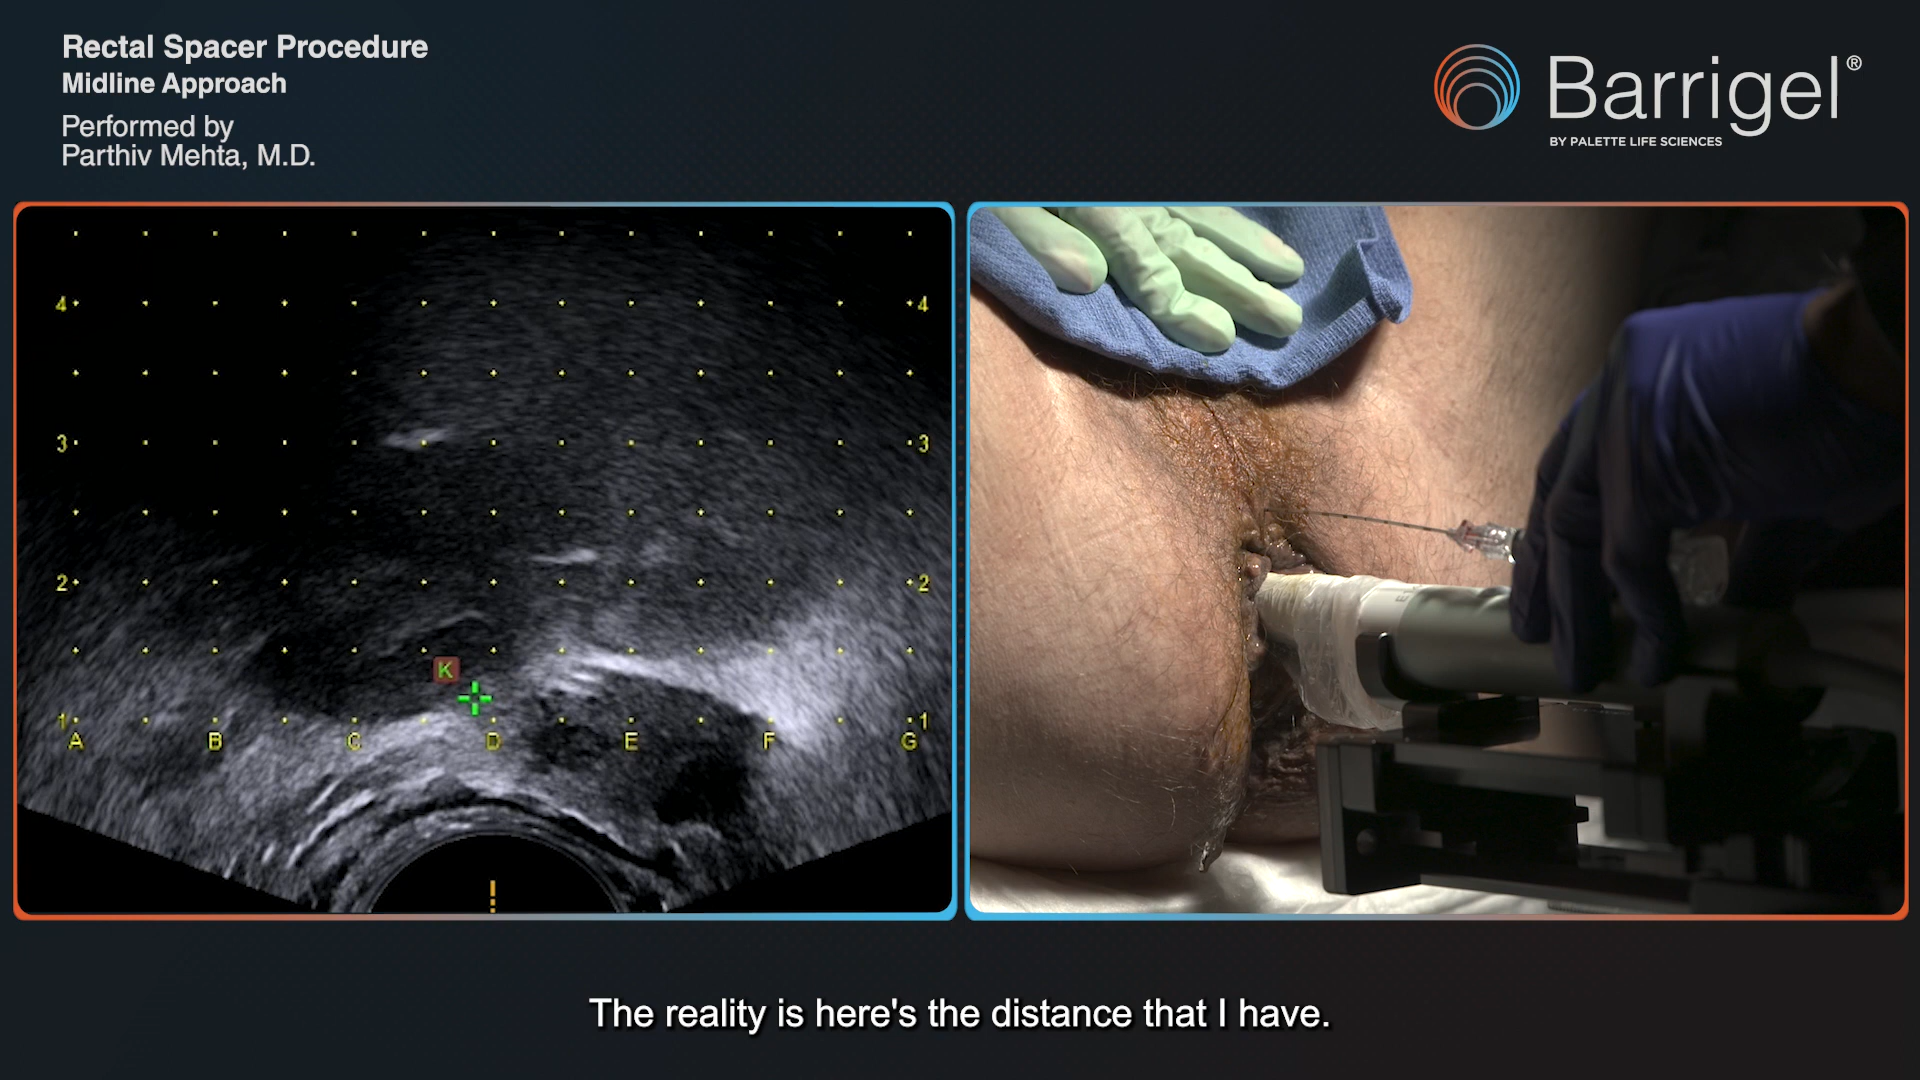 Rectal Spacer Procedure
Midline Approach
Performed by
Parthiv Mehta, M.D.
Barrigel®
BY PALETTE LIFE SCIENCES
4 4
3 3
2 2
K
1 1
A B C D E F G
The reality is here's the distance that I have.